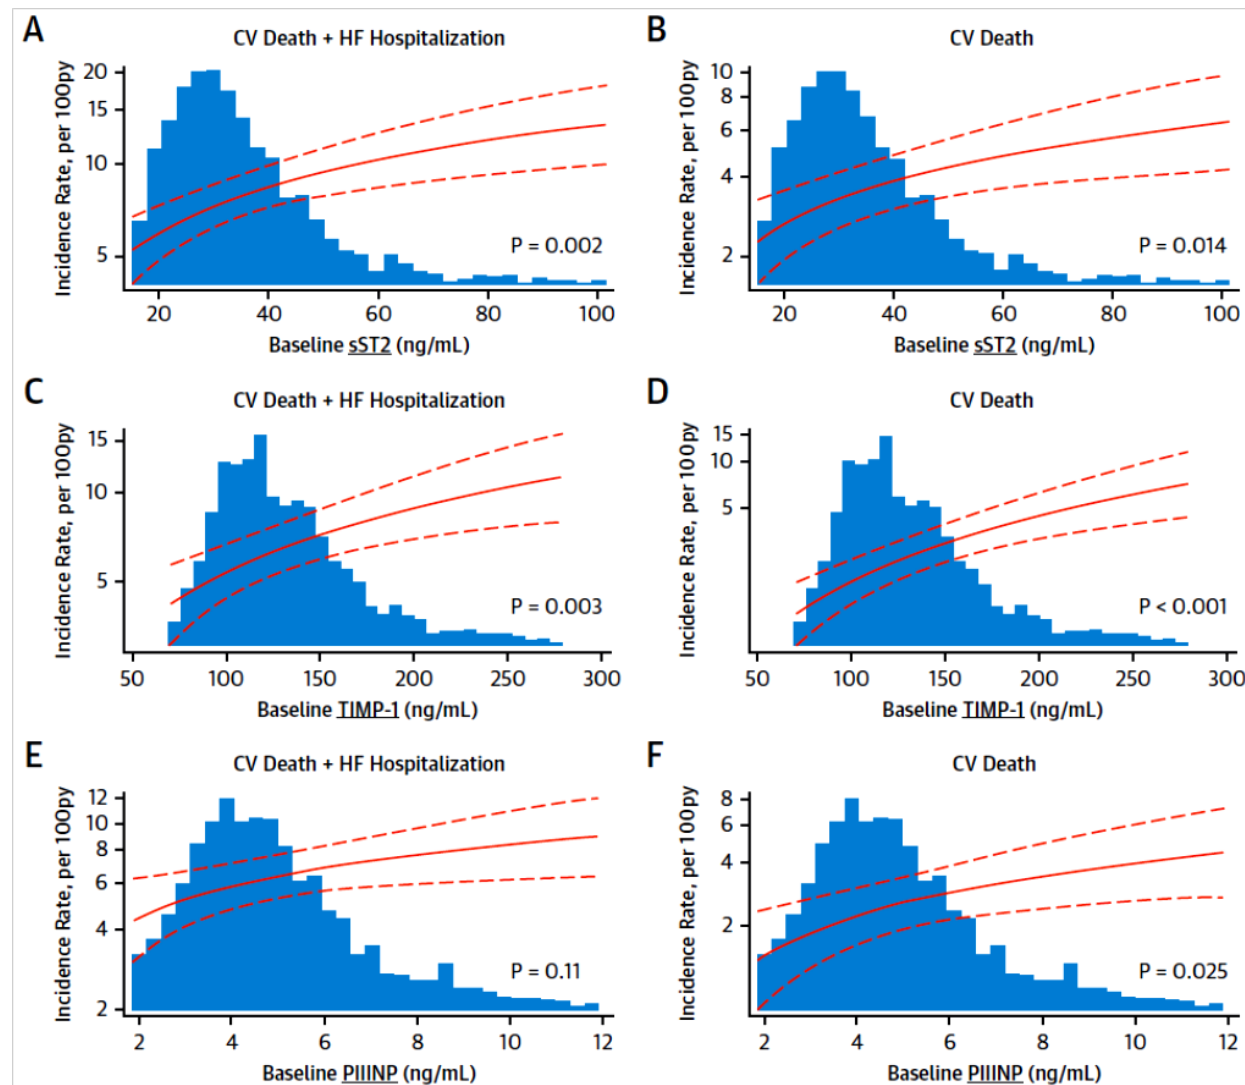 A
CV Death + HF Hospitalization
Incidence Rate, per 100py
20
15
10
5
P = 0.002
20 40 60 80 100
Baseline sST2 (ng/mL)
B
CV Death
10
8
6
4
2
P = 0.014
20 40 60 80 100
Baseline sST2 (ng/mL)
C
CV Death + HF Hospitalization
Incidence Rate, per 100py
15
10
5
P = 0.003
50 100 150 200 250 300
Baseline TIMP-1 (ng/mL)
D
CV Death
Incidence Rate, per 100py
15
10
5
P < 0.001
50 100 150 200 250 300
Baseline TIMP-1 (ng/mL)
E
CV Death + HF Hospitalization
Incidence Rate, per 100py
12
10
8
6
4
2
P = 0.11
2 4 6 8 10 12
Baseline PIIINP (ng/mL)
F
CV Death
Incidence Rate, per 100py
8
6
4
2
P = 0.025
2 4 6 8 10 12
Baseline PIIINP (ng/mL)
Incidence Rate, per 100py